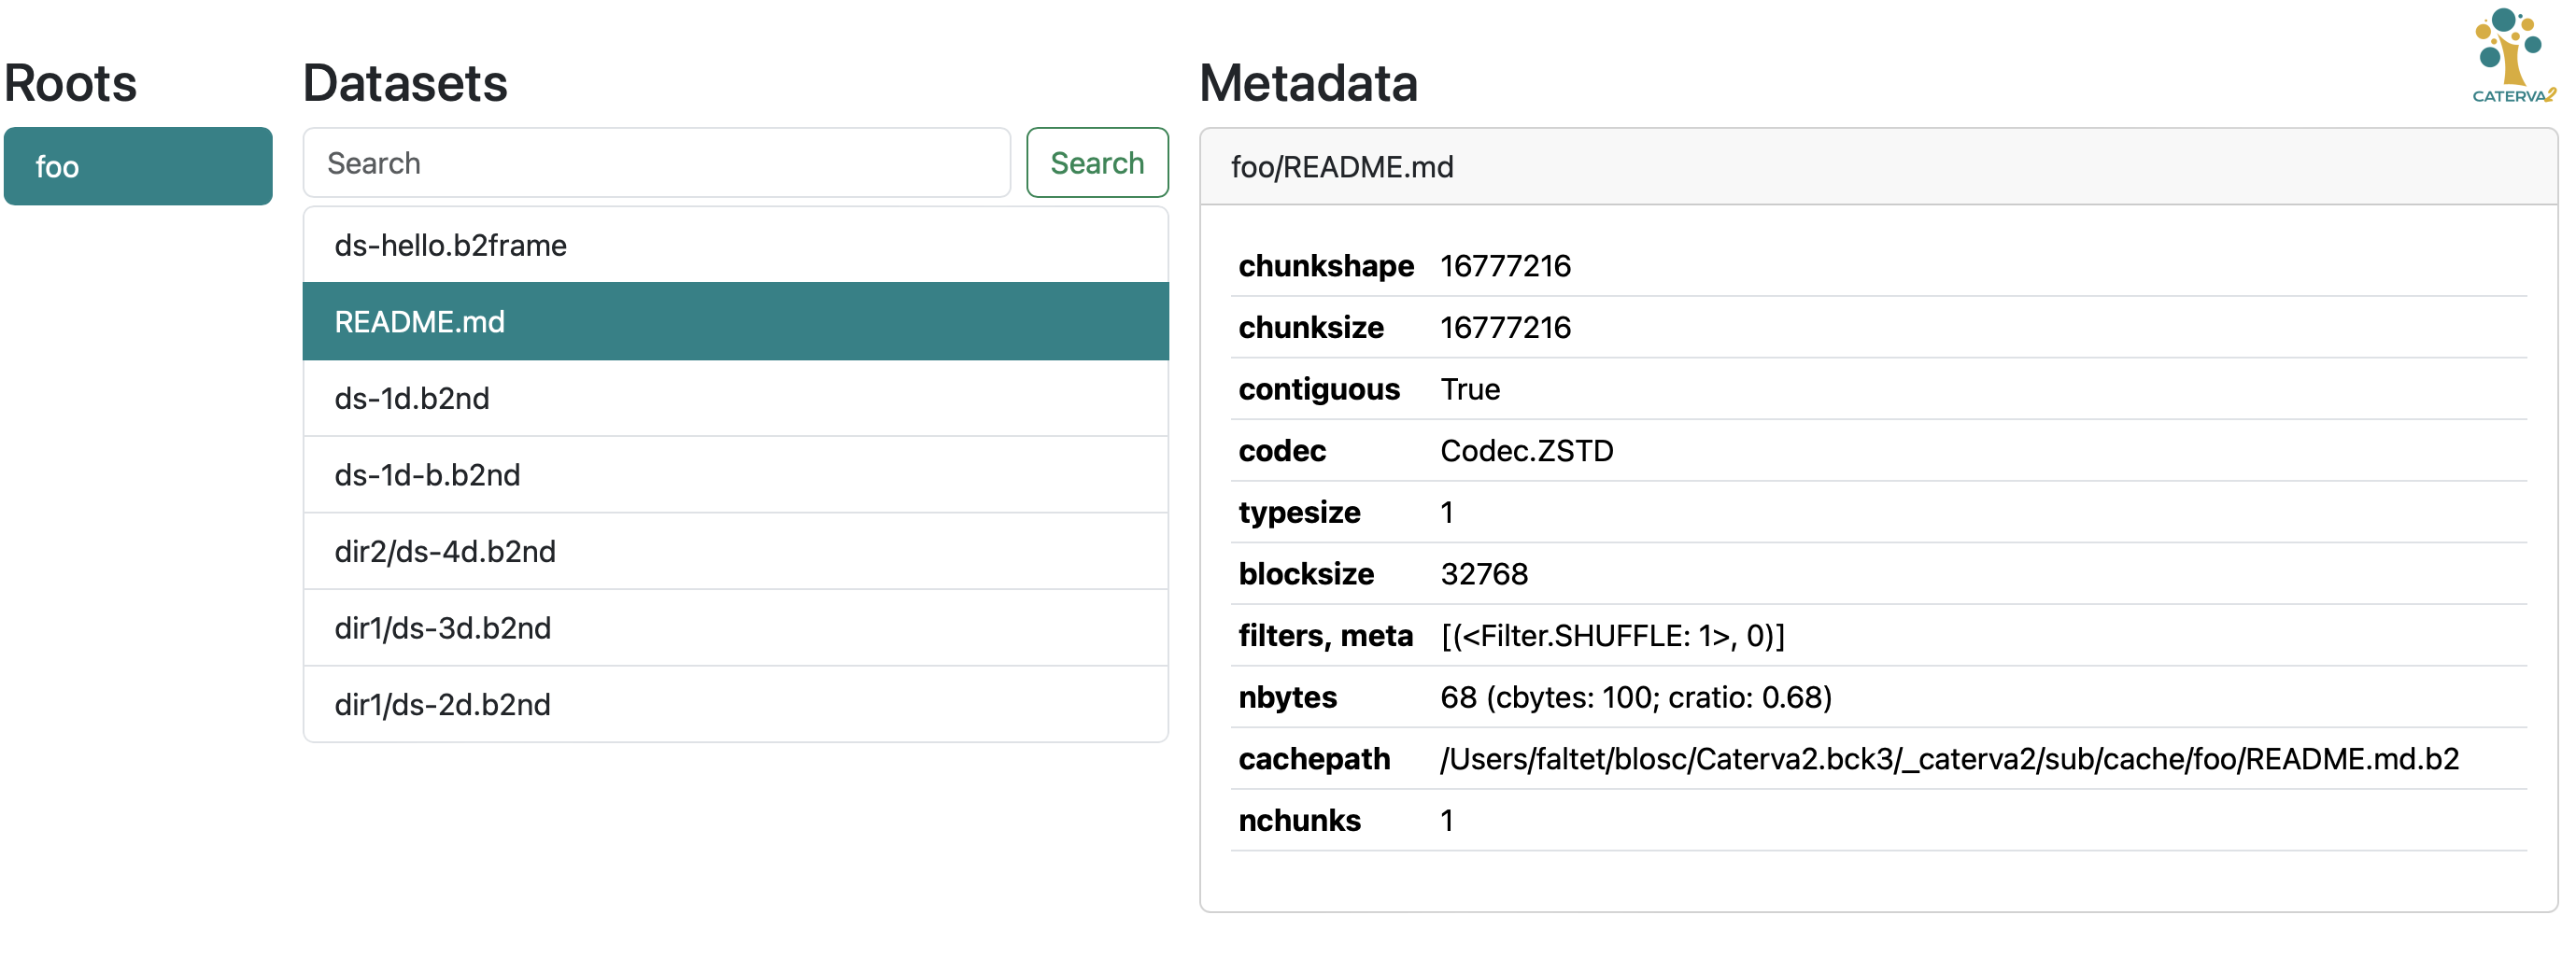 CATERVA2
Roots
foo
Datasets
Search
Search
ds-hello.b2frame
README.md
ds-1d.b2nd
ds-1d-b.b2nd
dir2/ds-4d.b2nd
dir1/ds-3d.b2nd
dir1/ds-2d.b2nd
Metadata
foo/README.md
chunkshape 16777216
chunksize 16777216
contiguous True
codec Codec.ZSTD
typesize 1
blocksize 32768
filters, meta [(<Filter.SHUFFLE: 1>, 0)]
nbytes 68 (cbytes: 100; cratio: 0.68)
cachepath /Users/faltet/blosc/Caterva2.bck3/_caterva2/sub/cache/foo/README.md.b2
nchunks 1